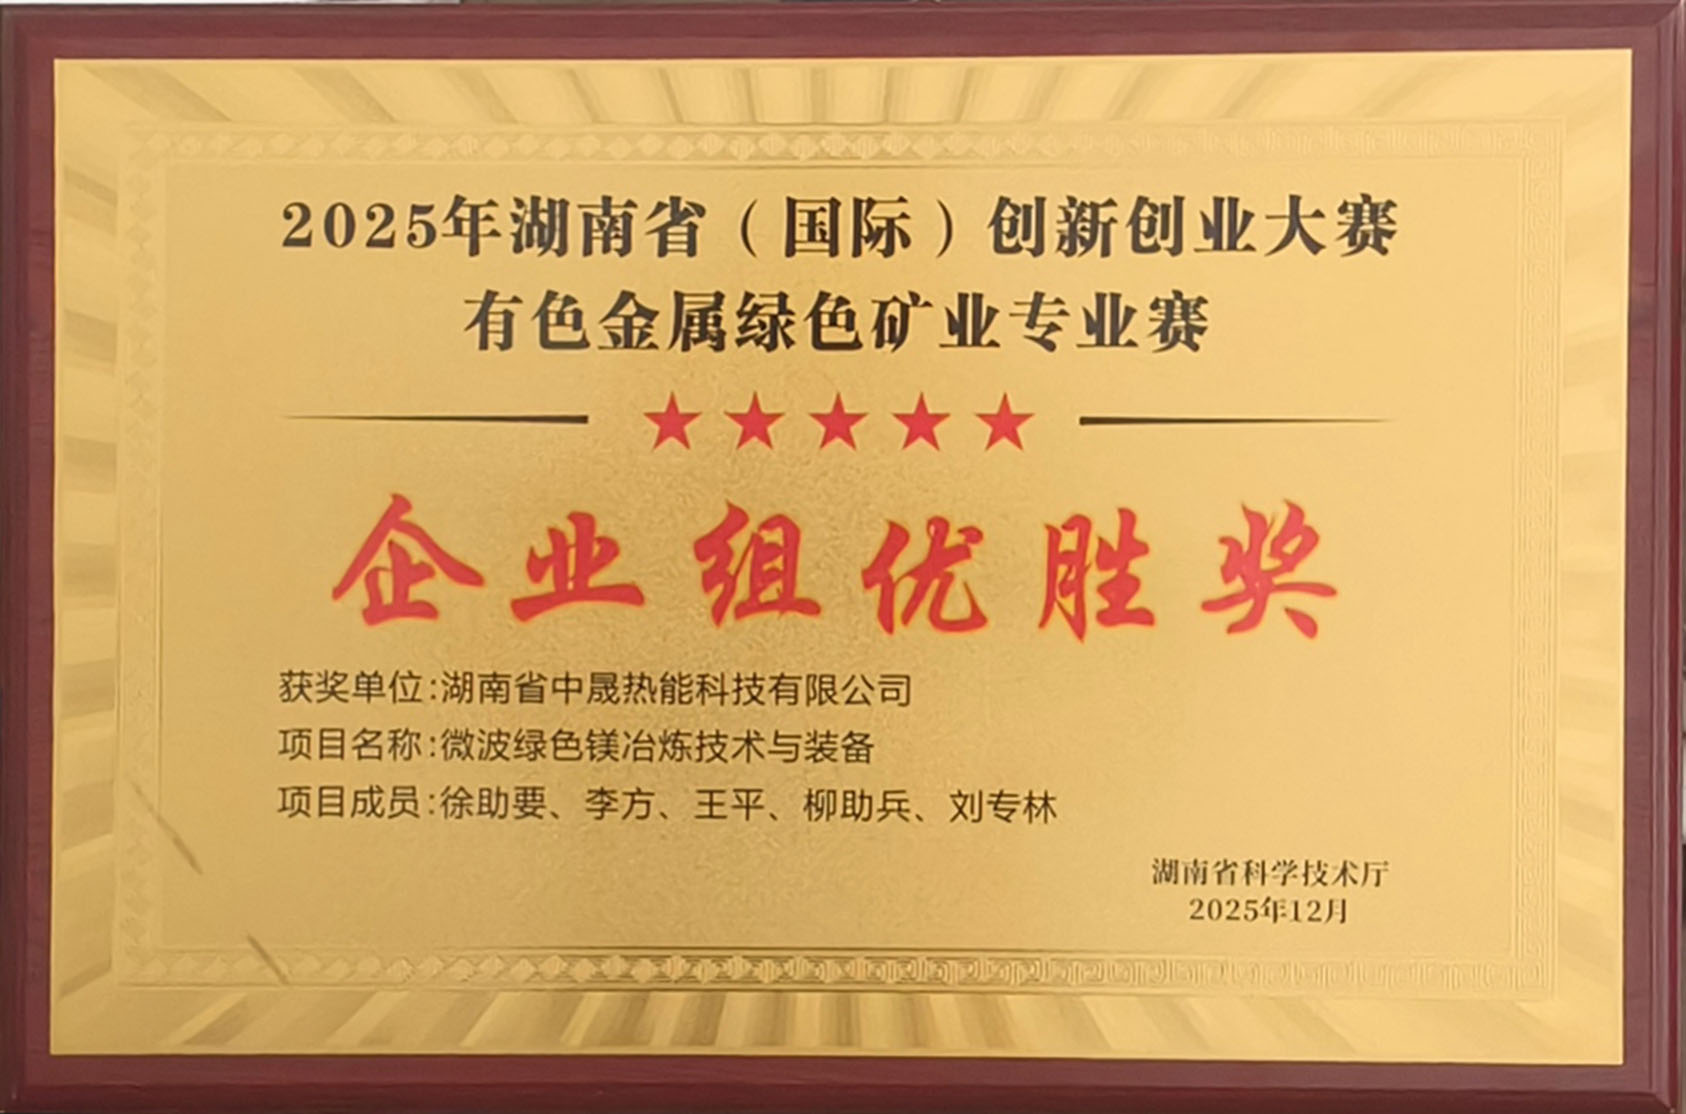 2025年湖南省（国际）创新创业大赛
有色金属绿色矿业专业赛
企业组优胜奖
获奖单位:湖南省中晟热能科技有限公司
项目名称:微波绿色镁冶炼技术与装备
项目成员:徐助要、李方、王平、柳助兵、刘专林
湖南省科学技术厅
2025年12月